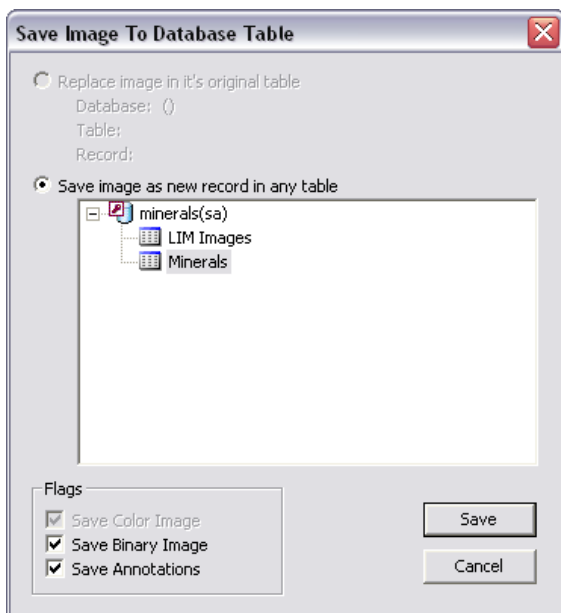 Save Image To Database Table
Replace image in it's original table
Database: ()
Table:
Record:
Save image as new record in any table
minerals(sa)
LIM Images
Minerals
Flags
Save Color Image
Save Binary Image
Save Annotations
Save
Cancel